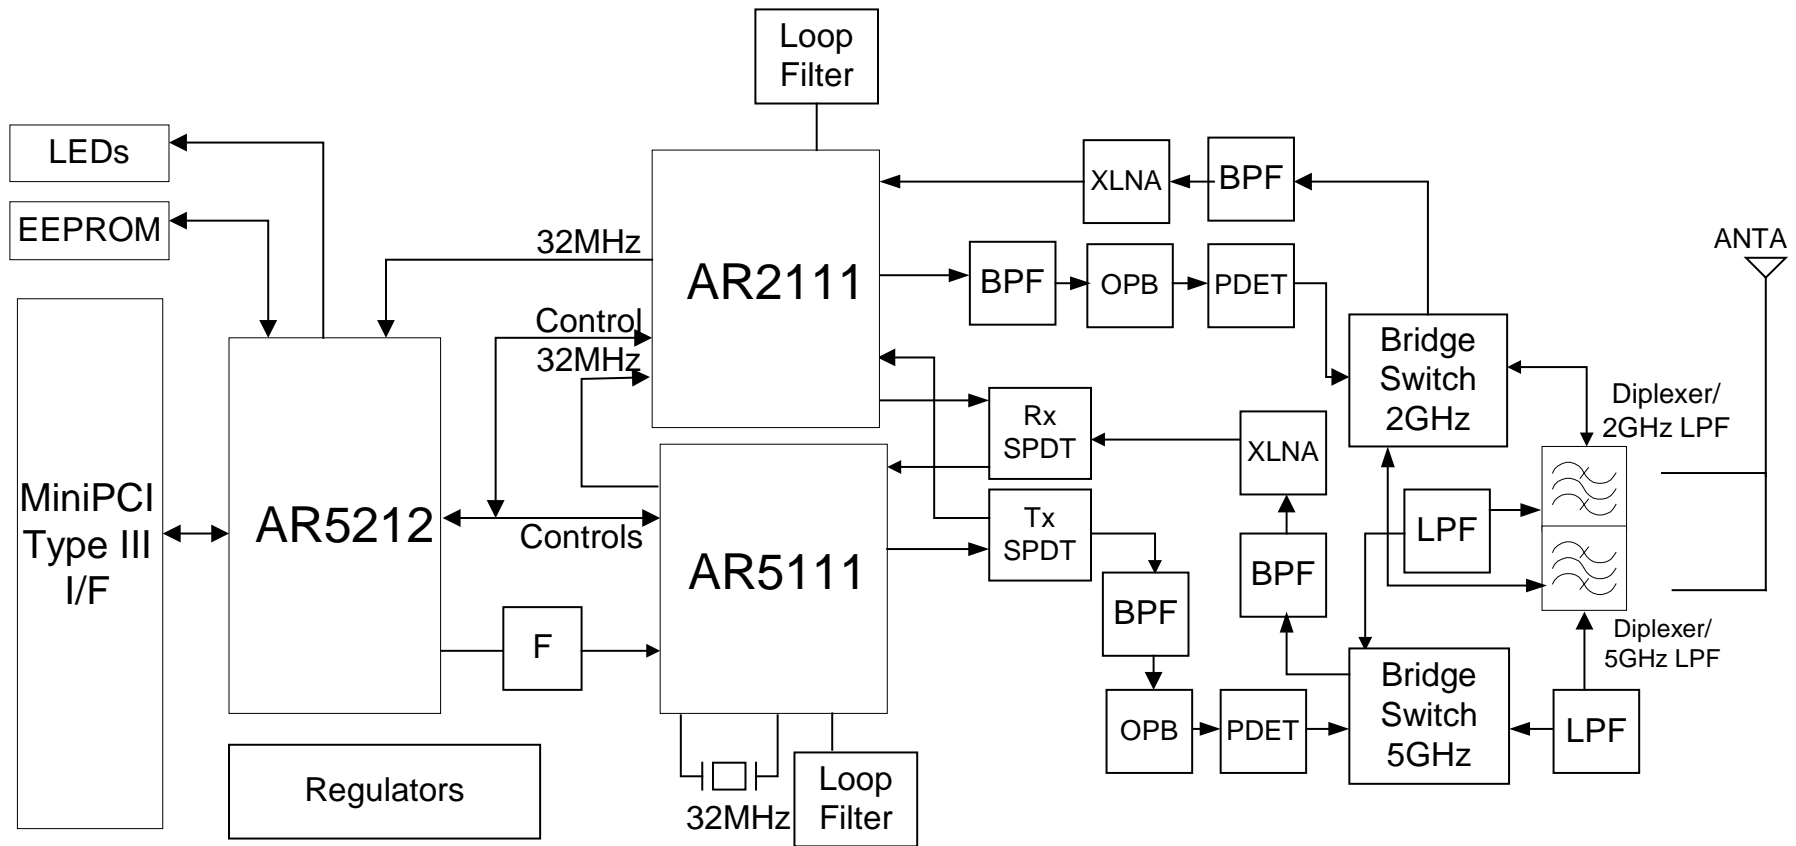 Loop
Filter
LEDs
EEPROM
MiniPCI
Type III
I/F
AR5212
Regulators
32MHz
Control
32MHz
Controls
F
AR2111
AR5111
32MHz
Loop
Filter
XLNA
BPF
BPF
OPB
PDET
Rx
SPDT
Tx
SPDT
XLNA
BPF
BPF
OPB
PDET
Bridge
Switch
2GHz
LPF
Bridge
Switch
5GHz
LPF
ANTA
Diplexer/
2GHz LPF
Diplexer/
5GHz LPF